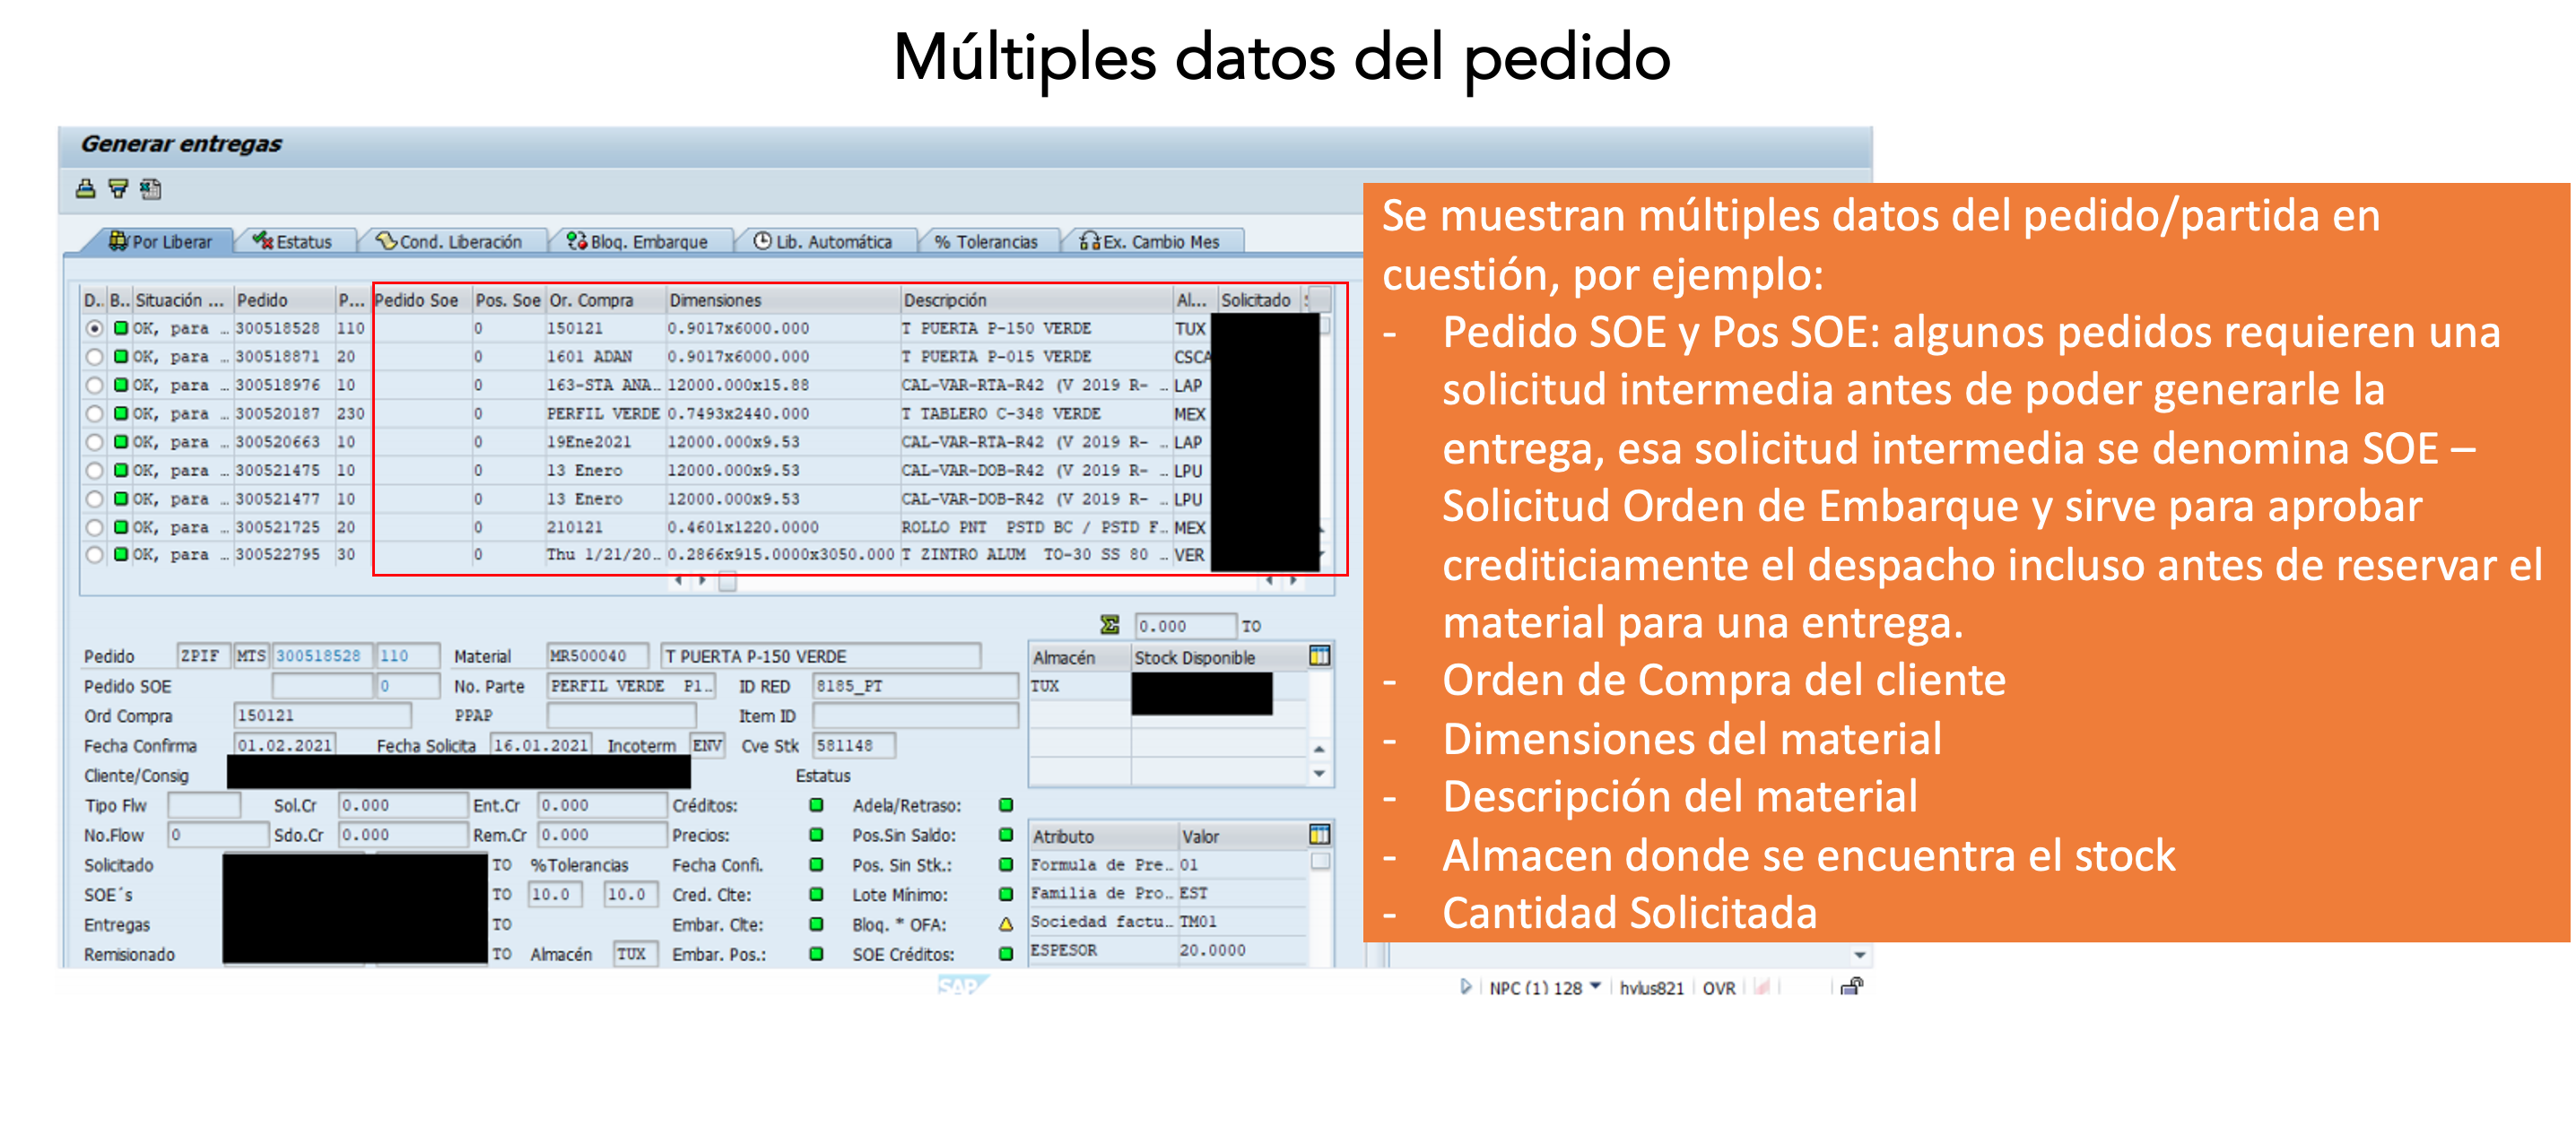 Múltiples datos del pedido
Generar entregas
Por Liberar Estatus Cond. Liberación Bloq. Embarque Lib. Automática % Tolerancias Ex. Cambio Mes
D.. B.. Situación ... Pedido P... Pedido Soe Pos. Soe Or. Compra Dimensiones Descripción Al... Solicitado
OK, para … 300518528 110 0 150121 0.9017x6000.000 T PUERTA P-150 VERDE TUX
OK, para … 300518871 20 0 1601 ADAN 0.9017x6000.000 T PUERTA P-015 VERDE CSCA
OK, para … 300518976 10 0 163-STA ANA… 12000.000x15.88 CAL-VAR-RTA-R42 (V 2019 R- … LAP
OK, para … 300520187 230 0 PERFIL VERDE 0.7493x2440.000 T TABLERO C-348 VERDE MEX
OK, para … 300520663 10 0 19Ene2021 12000.000x9.53 CAL-VAR-RTA-R42 (V 2019 R- … LAP
OK, para … 300521475 10 0 13 Enero 12000.000x9.53 CAL-VAR-DOB-R42 (V 2019 R- … LPU
OK, para … 300521477 10 0 13 Enero 12000.000x9.53 CAL-VAR-DOB-R42 (V 2019 R- … LPU
OK, para … 300521725 20 0 210121 0.4601x1220.0000 ROLLO PNT PSTD BC / PSTD F… MEX
OK, para … 300522795 30 0 Thu 1/21/20… 0.2866x915.0000x3050.000 T ZINTRO ALUM TO-30 SS 80 … VER
0.000 TO
Pedido ZPIF MTS 300518528 110 Material MR500040 T PUERTA P-150 VERDE
Pedido SOE 0 No. Parte PERFIL VERDE P1… ID RED 8185_PT
Ord Compra 150121 PPAP Item ID
Fecha Confirma 01.02.2021 Fecha Solicita 16.01.2021 Incoterm ENV Cve Stk 581148
Cliente/Consig Estatus
Tipo Flw Sol.Cr 0.000 Ent.Cr 0.000 Créditos: Adela/Retraso:
No.Flow 0 Sdo.Cr 0.000 Rem.Cr 0.000 Precios: Pos.Sin Saldo:
Solicitado TO %Tolerancias Fecha Confi. Pos. Sin Stk.:
SOE´s TO 10.0 10.0 Cred. Clte: Lote Mínimo:
Entregas TO Embar. Clte: Bloq. * OFA:
Remisionado TO Almacén TUX Embar. Pos.: SOE Créditos:
Almacén Stock Disponible
TUX
Atributo Valor
Formula de Pre… 01
Familia de Pro… EST
Sociedad factu… TM01
ESPESOR 20.0000
SAP
NPC (1) 128 hvlus821 OVR
Se muestran múltiples datos del pedido/partida en
cuestión, por ejemplo:
- Pedido SOE y Pos SOE: algunos pedidos requieren una
solicitud intermedia antes de poder generarle la
entrega, esa solicitud intermedia se denomina SOE –
Solicitud Orden de Embarque y sirve para aprobar
crediticiamente el despacho incluso antes de reservar el
material para una entrega.
- Orden de Compra del cliente
- Dimensiones del material
- Descripción del material
- Almacen donde se encuentra el stock
- Cantidad Solicitada